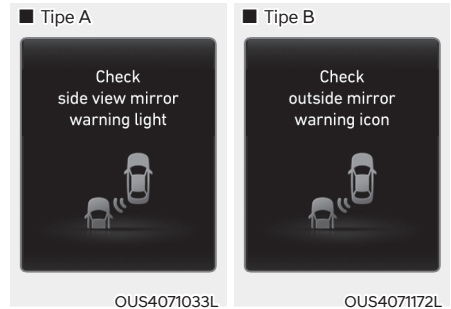 ■ Tipe A
Check
side view mirror
warning light
OUS4071033L
■ Tipe B
Check
outside mirror
warning icon
OUS4071172L